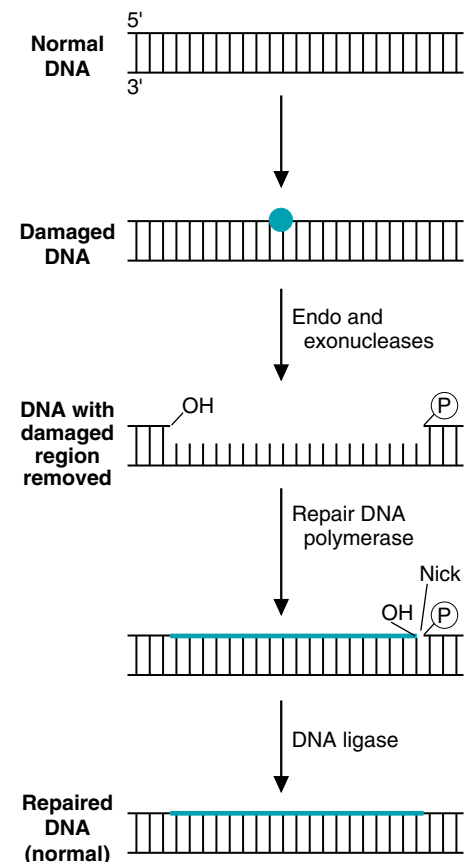 5'
Normal
DNA
3'
Damaged
DNA
Endo and
exonucleases
DNA with
damaged
region
removed
OH
P
Repair DNA
polymerase
Nick
OH
P
DNA ligase
Repaired
DNA
(normal)